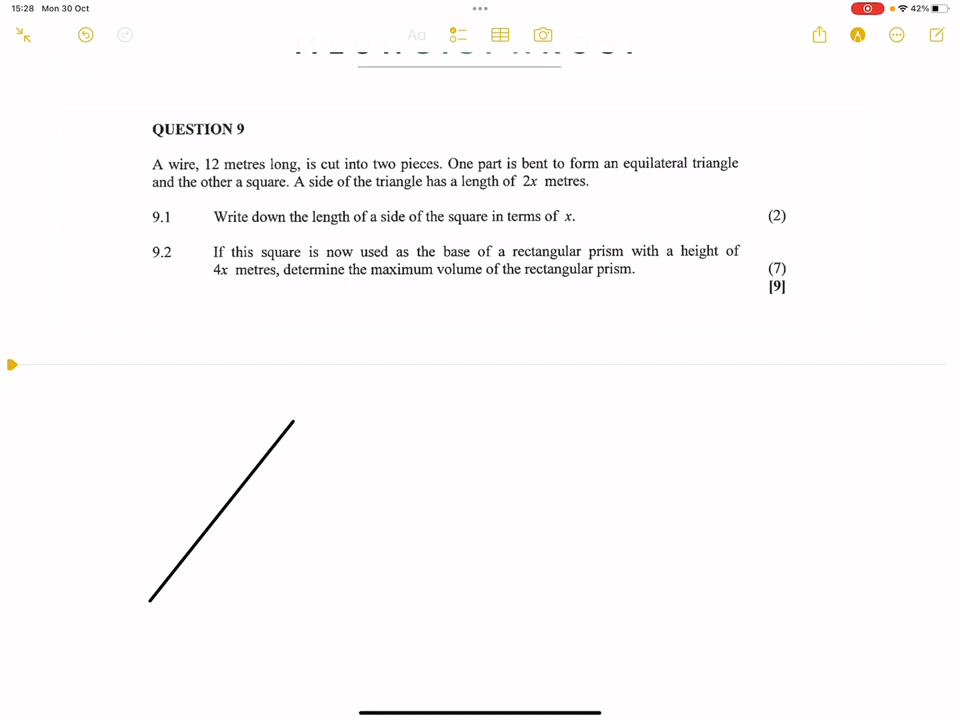 15:28 Mon 30 Oct
42%
Aa
QUESTION 9
A wire, 12 metres long, is cut into two pieces. One part is bent to form an equilateral triangle
and the other a square. A side of the triangle has a length of 2x metres.
9.1 Write down the length of a side of the square in terms of x. (2)
9.2 If this square is now used as the base of a rectangular prism with a height of
4x metres, determine the maximum volume of the rectangular prism. (7)
[9]